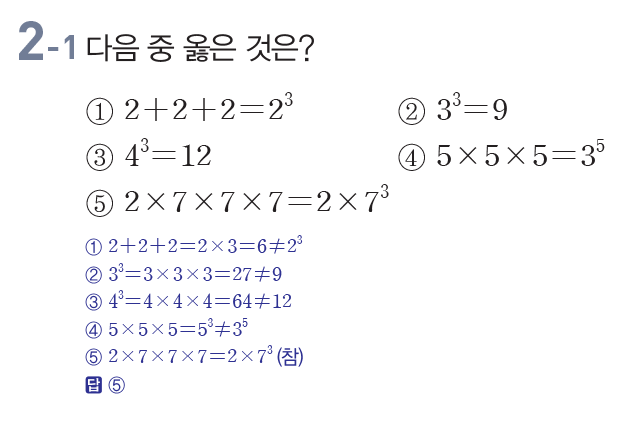 2-1 다음 중 옳은 것은?
① 2+2+2=2³ ② 3³=9
③ 4³=12 ④ 5×5×5=3⁵
⑤ 2×7×7×7=2×7³
① 2+2+2=2×3=6≠2³
② 3³=3×3×3=27≠9
③ 4³=4×4×4=64≠12
④ 5×5×5=5³≠3⁵
⑤ 2×7×7×7=2×7³ (참)
답 ⑤